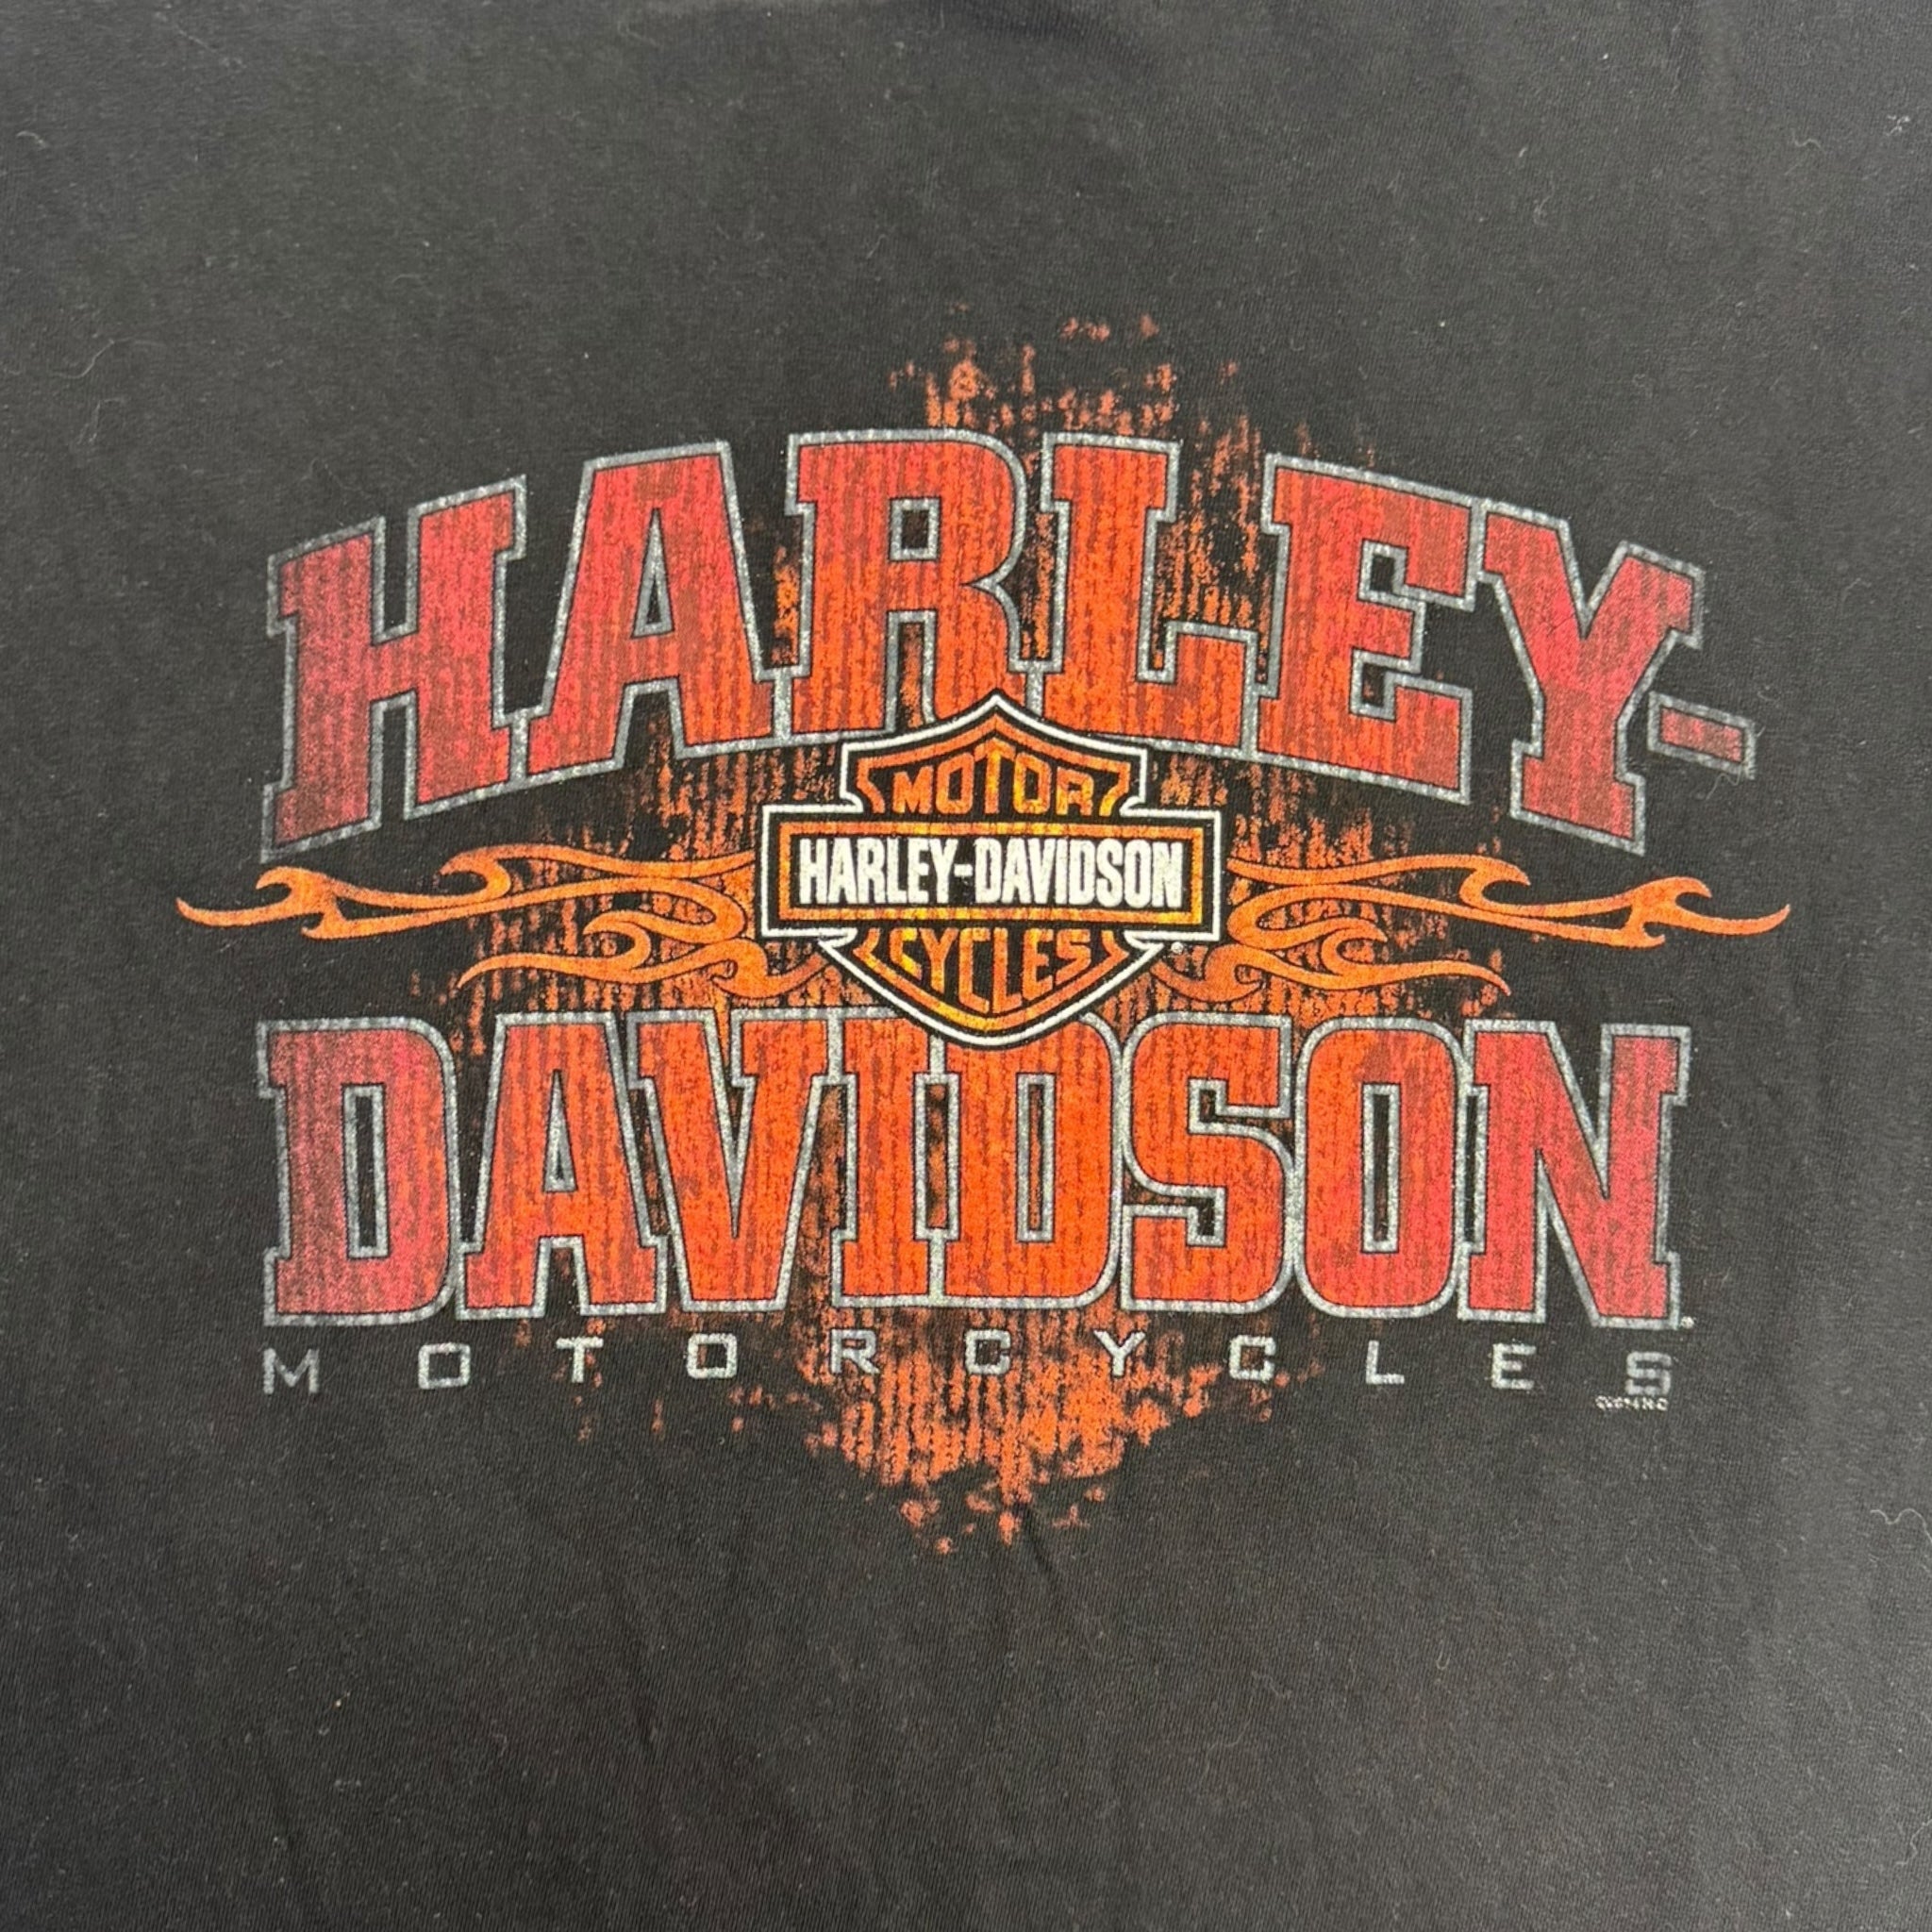 HARLEY-
MOTOR
HARLEY-DAVIDSON
CYCLES
®
DAVIDSON
MOTORCYCLES